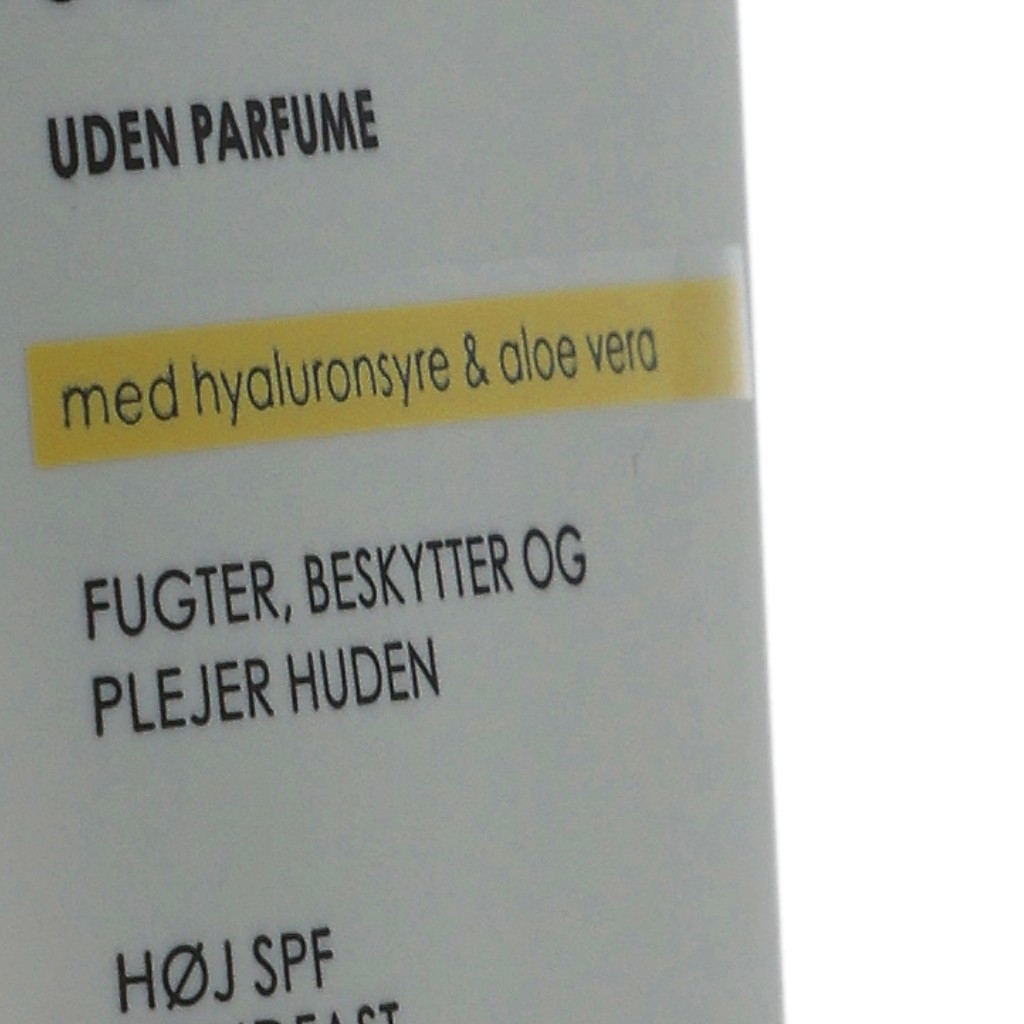 UDEN PARFUME
med hyaluronsyre & aloe vera
FUGTER, BESKYTTER OG
PLEJER HUDEN
HØJ SPF